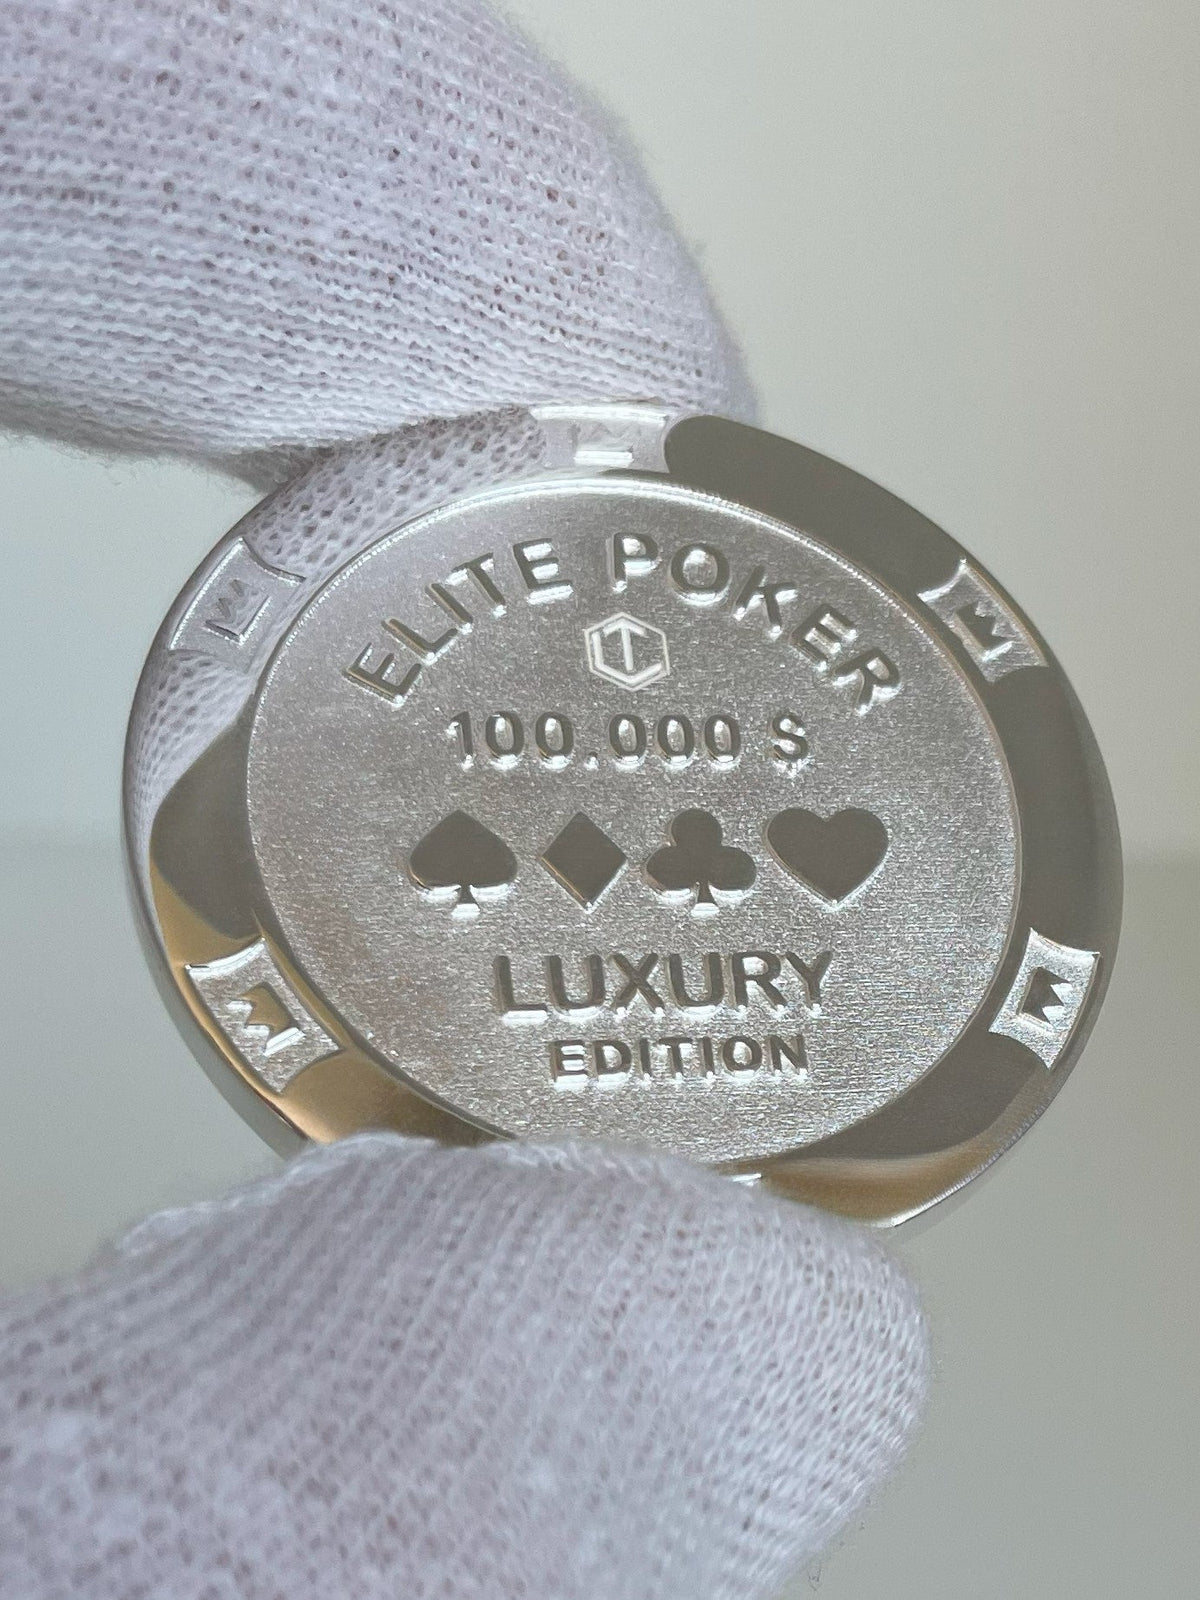 ELITE POKER
100.000 $
LUXURY
EDITION